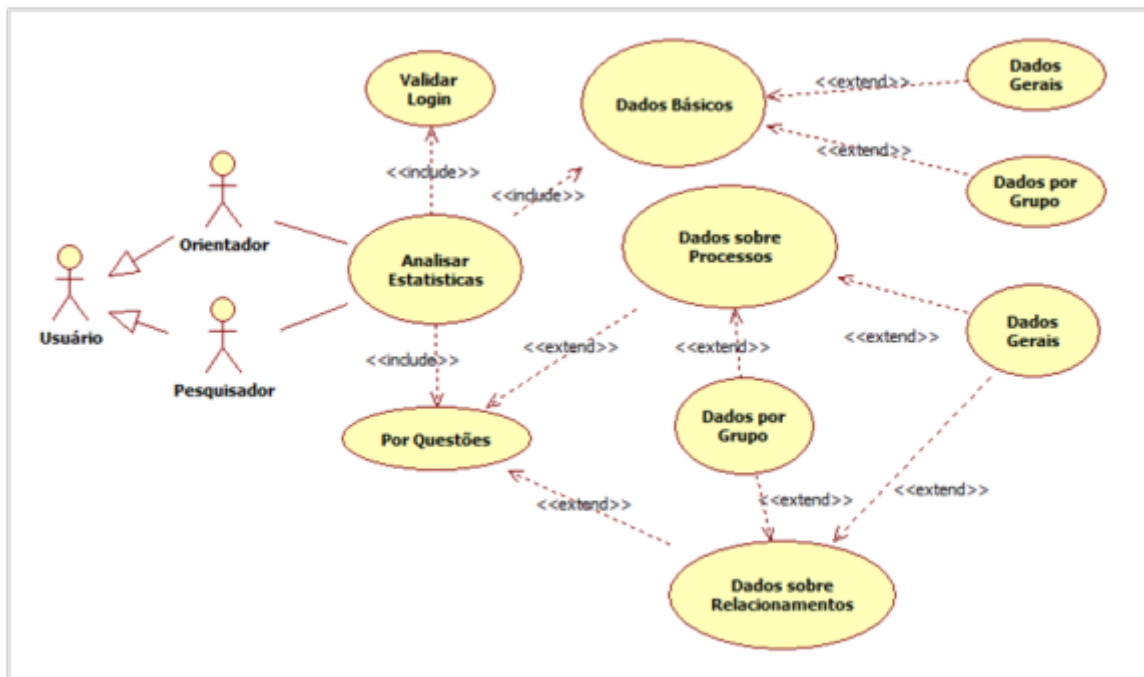 Validar
Login
Dados Básicos
<<extend>>
Dados
Gerais
<<extend>>
Dados por
Grupo
<<include>>
<<include>>
Orientador
Usuário
Pesquisador
Analisar
Estatisticas
Dados sobre
Processos
Dados
Gerais
<<include>>
<<extend>>
<<extend>>
<<extend>>
Por Questões
Dados por
Grupo
<<extend>>
<<extend>>
<<extend>>
Dados sobre
Relacionamentos